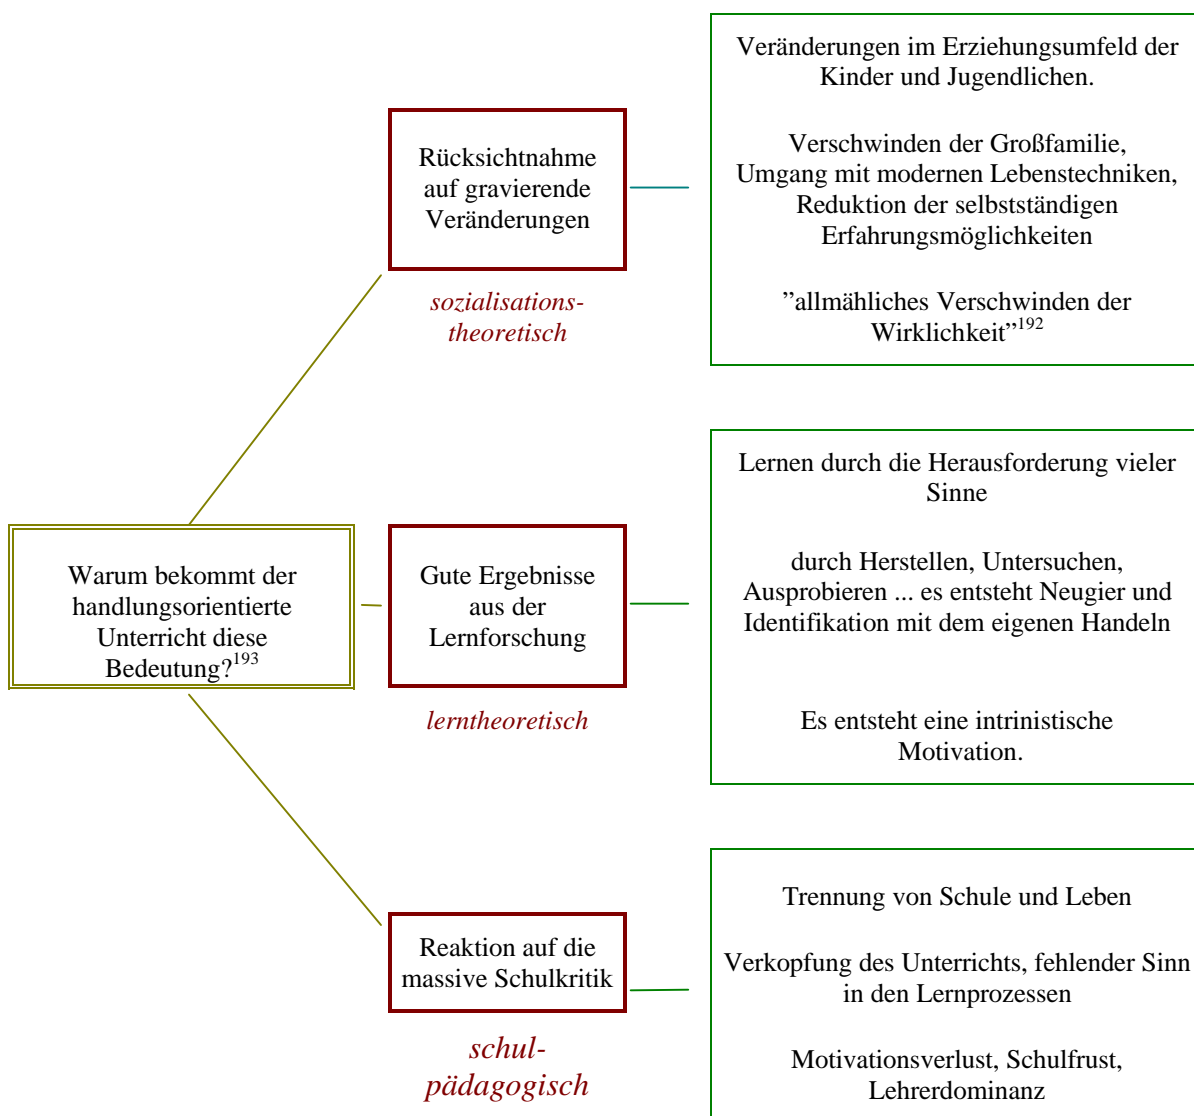 Warum bekommt der
handlungsorientierte
Unterricht diese
Bedeutung?193
Rücksichtnahme
auf gravierende
Veränderungen
sozialisations-
theoretisch
Veränderungen im Erziehungsumfeld der
Kinder und Jugendlichen.
Verschwinden der Großfamilie,
Umgang mit modernen Lebenstechniken,
Reduktion der selbstständigen
Erfahrungsmöglichkeiten
”allmähliches Verschwinden der
Wirklichkeit”192
Gute Ergebnisse
aus der
Lernforschung
lerntheoretisch
Lernen durch die Herausforderung vieler
Sinne
durch Herstellen, Untersuchen,
Ausprobieren ... es entsteht Neugier und
Identifikation mit dem eigenen Handeln
Es entsteht eine intrinistische
Motivation.
Reaktion auf die
massive Schulkritik
schul-
pädagogisch
Trennung von Schule und Leben
Verkopfung des Unterrichts, fehlender Sinn
in den Lernprozessen
Motivationsverlust, Schulfrust,
Lehrerdominanz